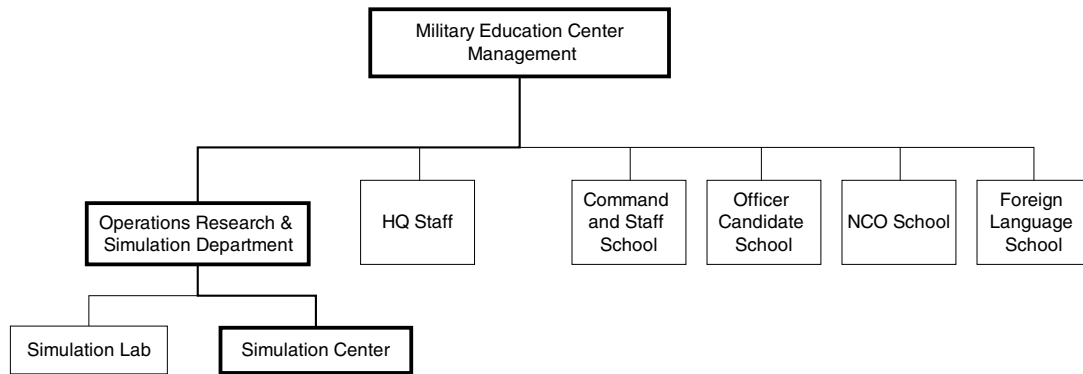 Military Education Center
Management
Operations Research &
Simulation Department
HQ Staff
Command
and Staff
School
Officer
Candidate
School
NCO School
Foreign
Language
School
Simulation Lab
Simulation Center